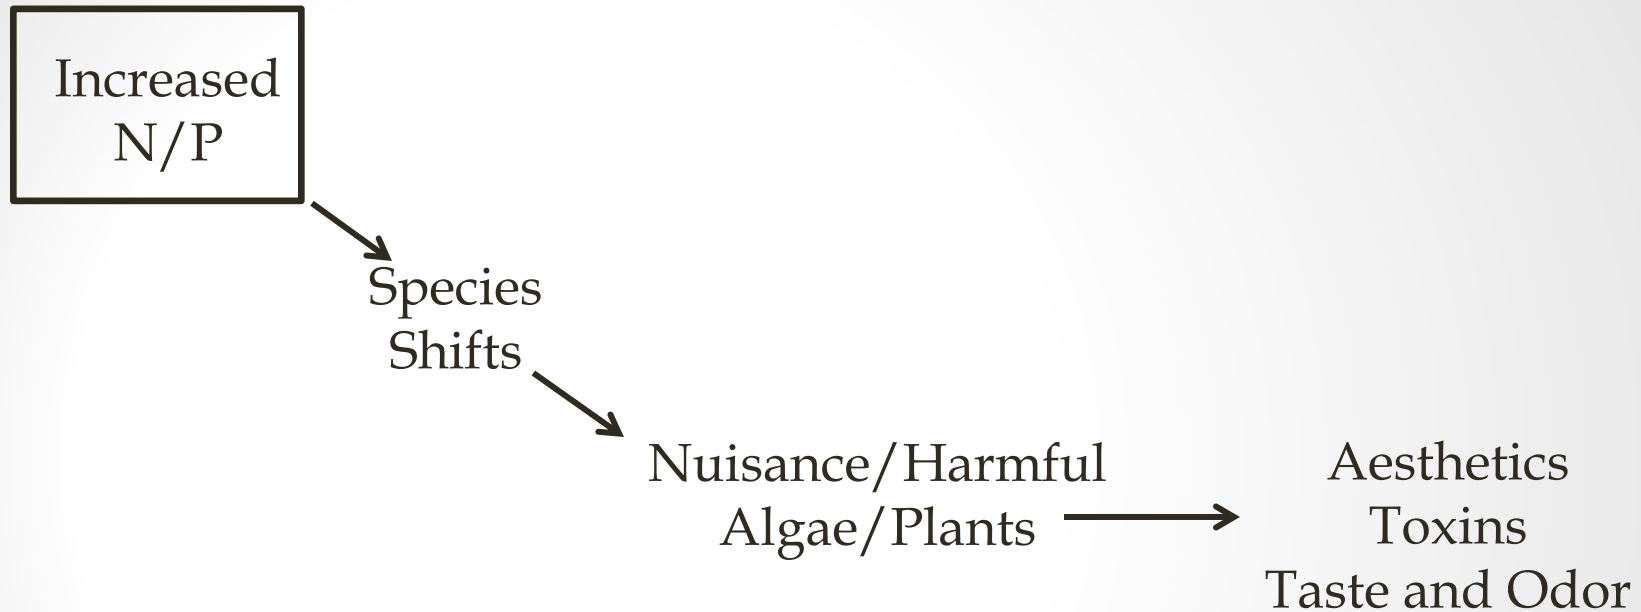 Increased
N/P
Species
Shifts
Nuisance/Harmful
Algae/Plants
Aesthetics
Toxins
Taste and Odor